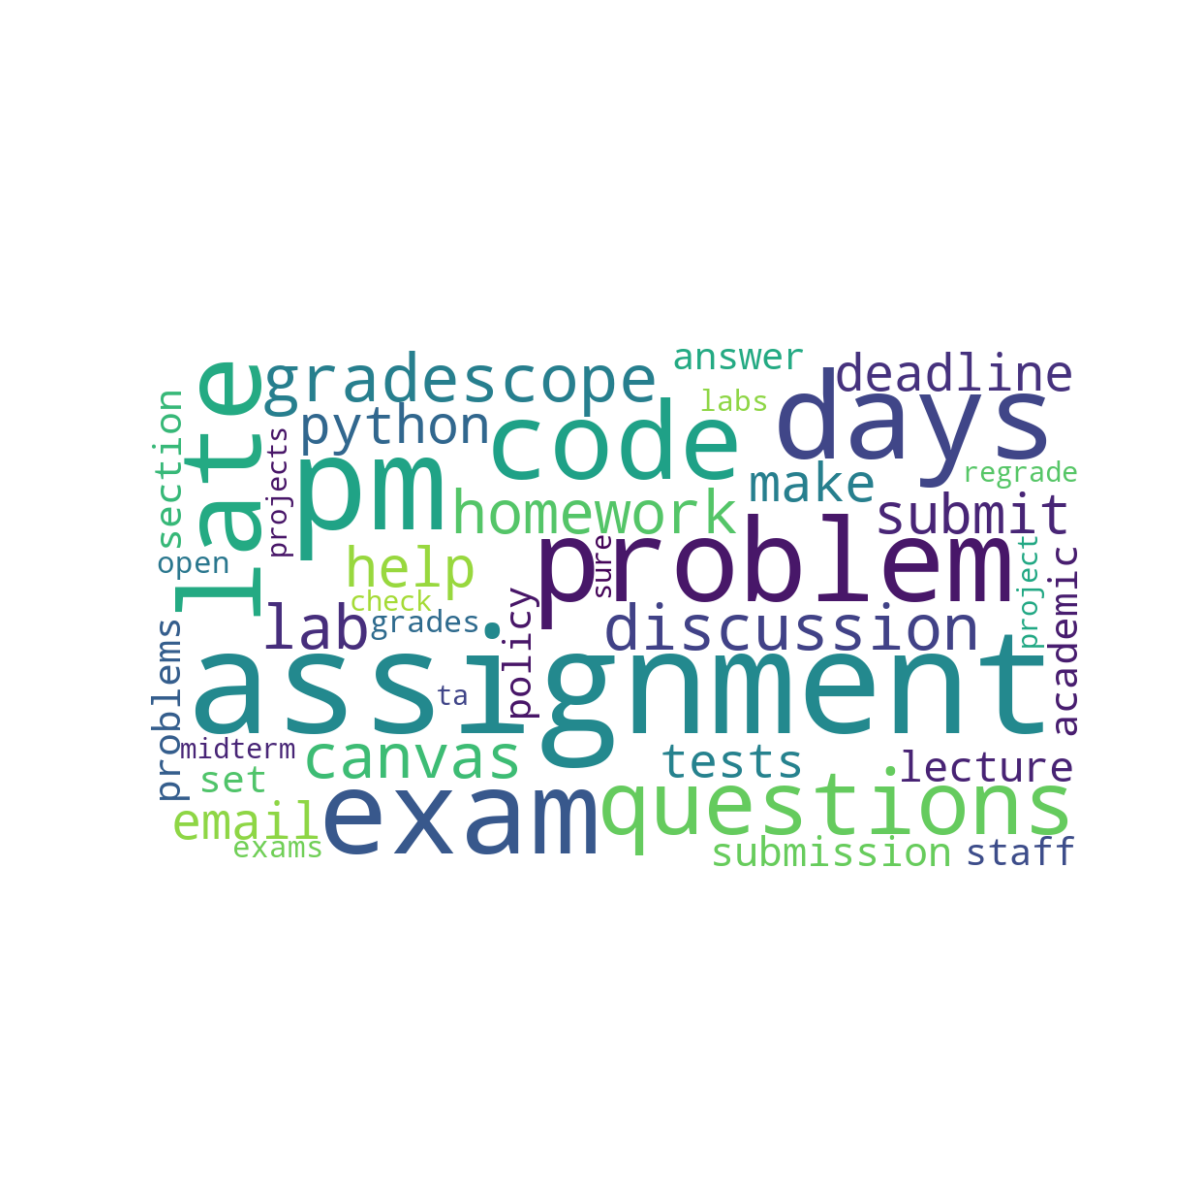 answer
deadline
gradescope
late
days
labs
python
code
section
projects
pm
regrade
make
homework
submit
problem
sure
open
help
project
academic
check
policy
lab
grades
discussion
problems
assignment
ta
midterm
canvas
tests
lecture
set
questions
exam
email
exams
submission
staff